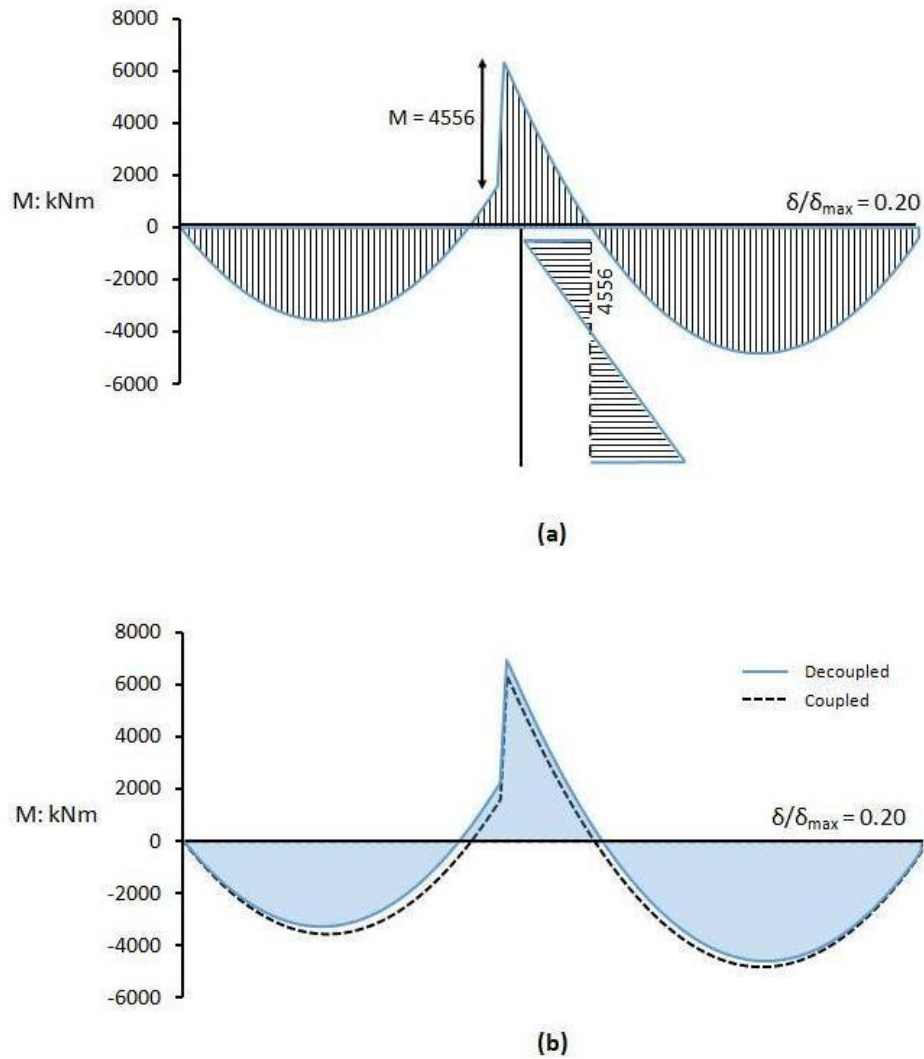 8000
6000
4000
M = 4556
2000
M: kNm
δ/δmax = 0.20
0
-2000
4556
-4000
-6000
(a)
8000
6000
Decoupled
Coupled
4000
2000
M: kNm
δ/δmax = 0.20
0
-2000
-4000
-6000
(b)